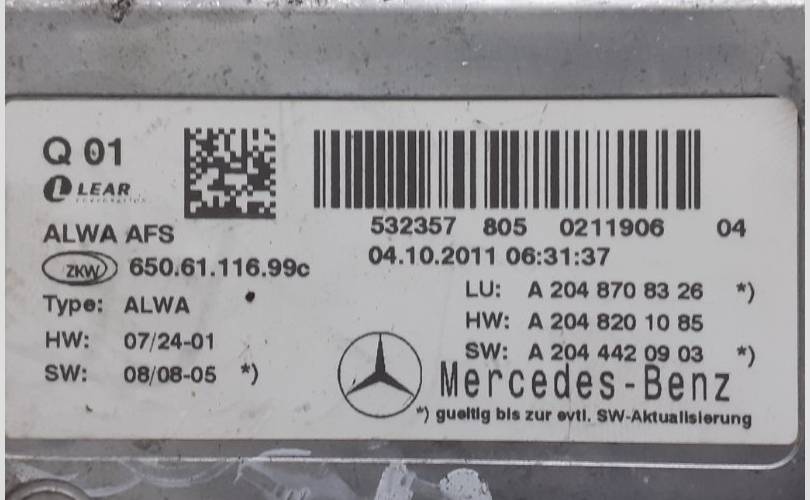 Q 01
LEAR
CORPORATION
532357 805 0211906 04
ALWA AFS
04.10.2011 06:31:37
ZKW 650.61.116.99c
LU: A 204 870 83 26 *)
Type: ALWA
HW: A 204 820 10 85
HW: 07/24-01
SW: A 204 442 09 03 *)
SW: 08/08-05 *)
Mercedes-Benz
*) gueltig bis zur evtl. SW-Aktualisierung